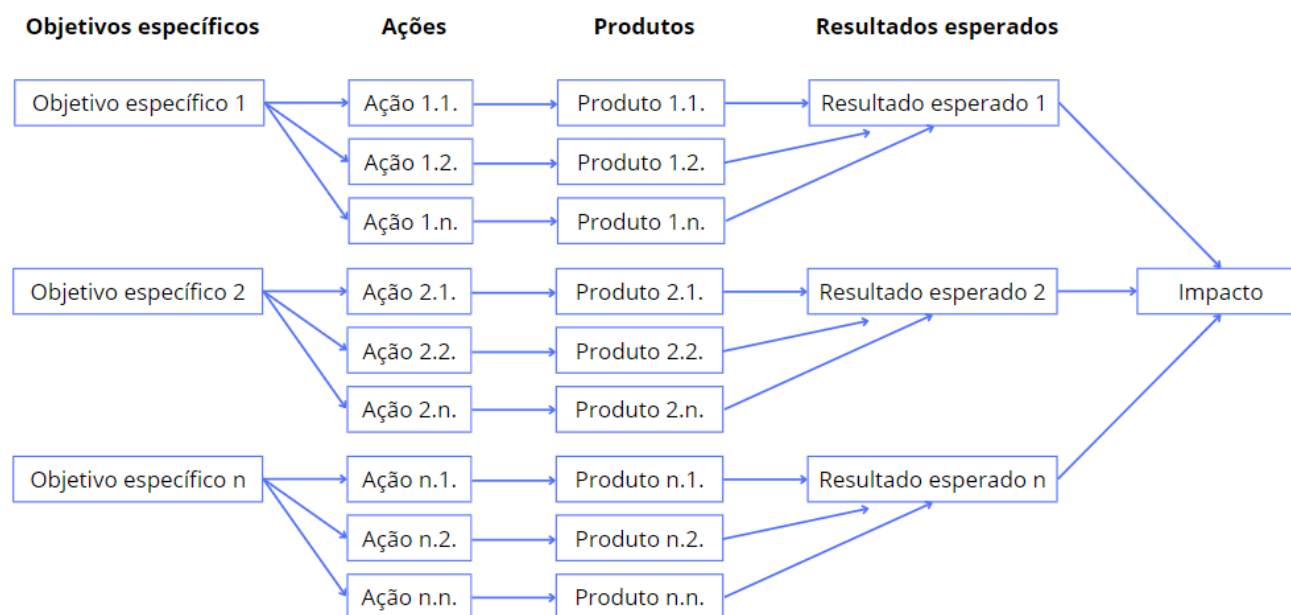 Objetivos específicos Ações Produtos Resultados esperados
Objetivo específico 1 Ação 1.1. Produto 1.1. Resultado esperado 1
Ação 1.2. Produto 1.2.
Ação 1.n. Produto 1.n.
Objetivo específico 2 Ação 2.1. Produto 2.1. Resultado esperado 2 Impacto
Ação 2.2. Produto 2.2.
Ação 2.n. Produto 2.n.
Objetivo específico n Ação n.1. Produto n.1. Resultado esperado n
Ação n.2. Produto n.2.
Ação n.n. Produto n.n.